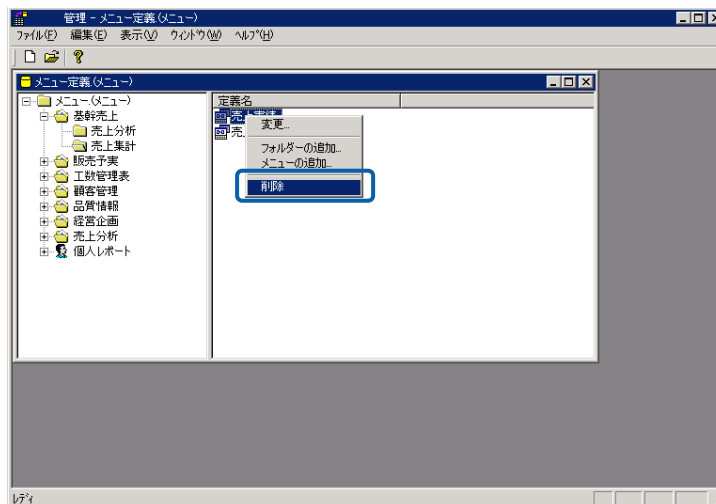 管理 - メニュー定義(メニュー)
ファイル(F) 編集(E) 表示(V) ウィンドウ(W) ヘルプ(H)
メニュー定義(メニュー)
メニュー(メニュー)
基幹売上
売上分析
売上集計
販売予実
工数管理表
顧客管理
品質情報
経営企画
売上分析
個人レポート
定義名
売上実績
売
変更...
フォルダーの追加...
メニューの追加...
削除
レディ